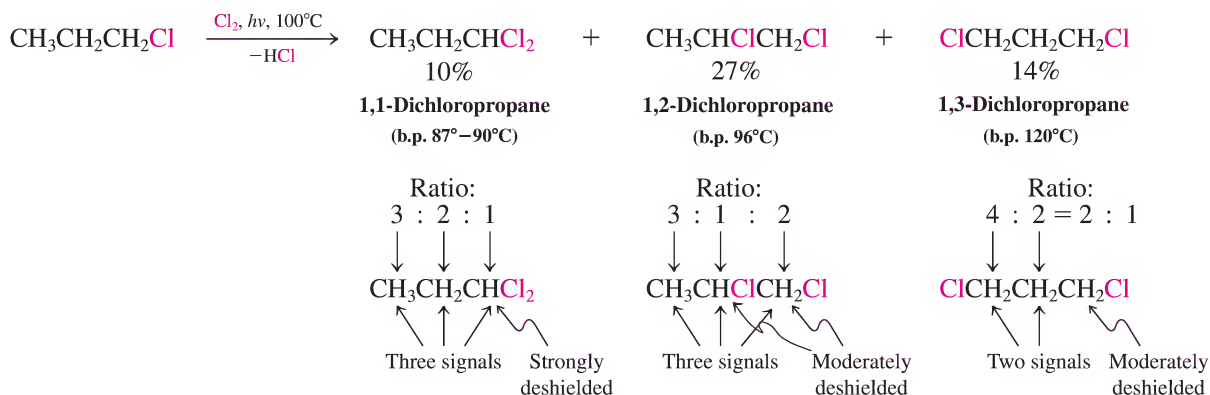 CH₃CH₂CH₂Cl Cl₂, hν, 100°C −HCl CH₃CH₂CHCl₂ + CH₃CHClCH₂Cl + ClCH₂CH₂CH₂Cl
10% 27% 14%
1,1-Dichloropropane 1,2-Dichloropropane 1,3-Dichloropropane
(b.p. 87°–90°C) (b.p. 96°C) (b.p. 120°C)
Ratio: Ratio: Ratio:
3 : 2 : 1 3 : 1 : 2 4 : 2 = 2 : 1
CH₃CH₂CHCl₂ CH₃CHClCH₂Cl ClCH₂CH₂CH₂Cl
Three signals Strongly Three signals Moderately Two signals Moderately
deshielded deshielded deshielded